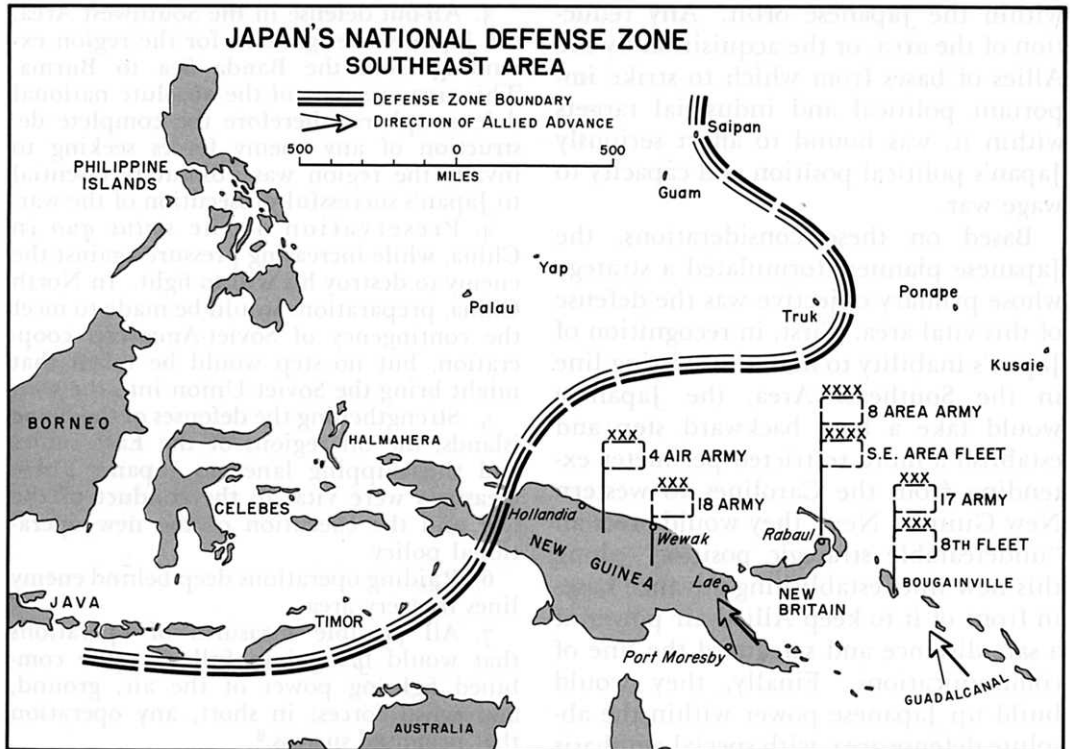 JAPAN'S NATIONAL DEFENSE ZONE
SOUTHEAST AREA
DEFENSE ZONE BOUNDARY
DIRECTION OF ALLIED ADVANCE
500 0 500
MILES
Saipan
PHILIPPINE
ISLANDS
Guam
Yap
Palau
Truk
Ponape
Kusaie
XXXX
8 AREA ARMY
XXXX
S.E. AREA FLEET
BORNEO
HALMAHERA
XXX
4 AIR ARMY
XXX
18 ARMY
XXX
17 ARMY
XXX
8TH FLEET
CELEBES
Hollandia
Wewak
Rabaul
NEW
GUINEA
Lae
NEW
BRITAIN
BOUGAINVILLE
JAVA
TIMOR
Port Moresby
GUADALCANAL
AUSTRALIA